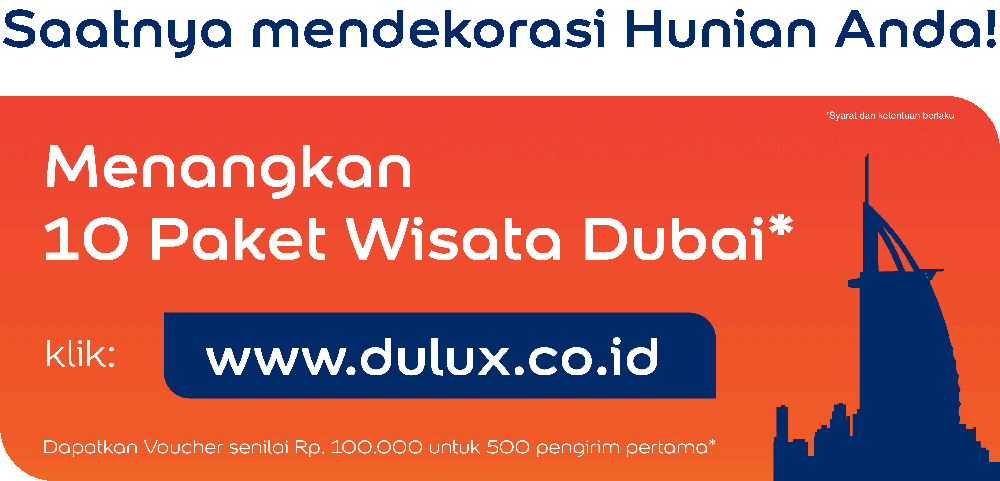 Saatnya mendekorasi Hunian Anda!
*Syarat dan ketentuan berlaku
Menangkan
10 Paket Wisata Dubai*
klik: www.dulux.co.id
Dapatkan Voucher senilai Rp. 100.000 untuk 500 pengirim pertama*